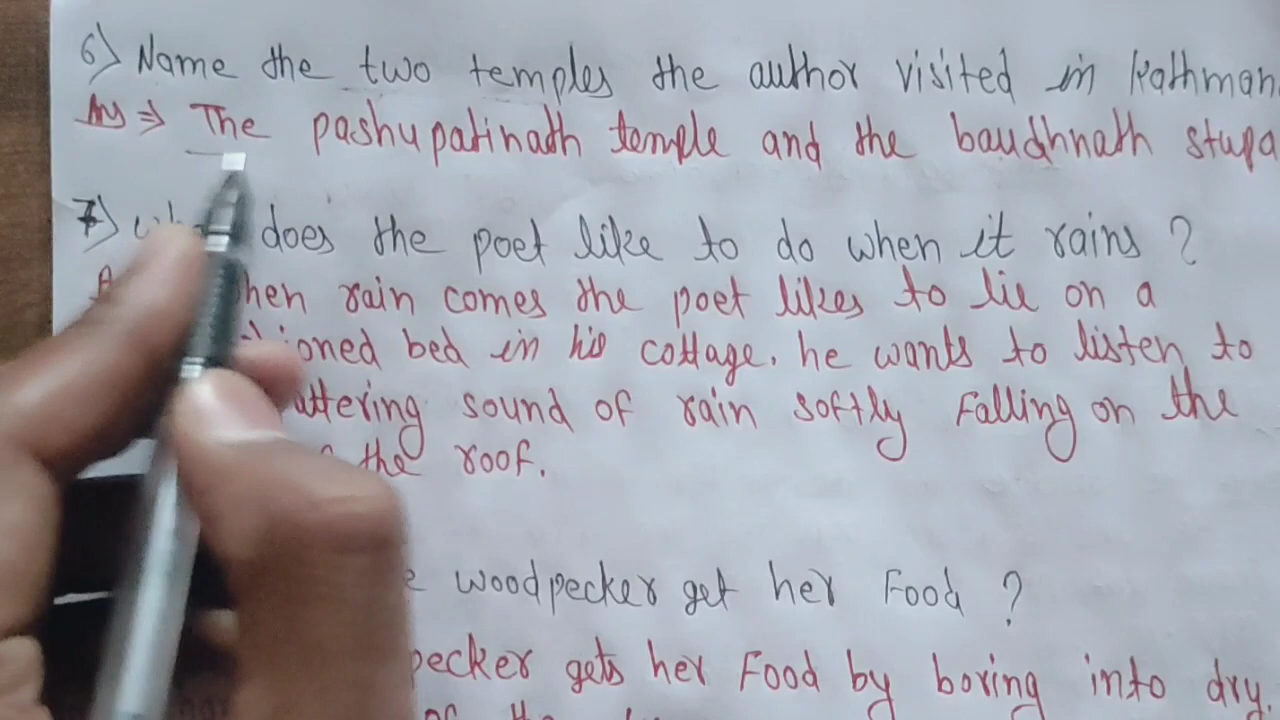 6) Name the two temples the author visited in Kathman
Ans ⇒ The pashupatinath temple and the baudhnath stupa
7) does the poet like to do when it rains ?
hen rain comes the poet likes to lie on a
ioned bed in his cottage. he wants to listen to
attering sound of rain softly Falling on the
the roof.
woodpecker get her Food ?
pecker gets her Food by boring into dry.